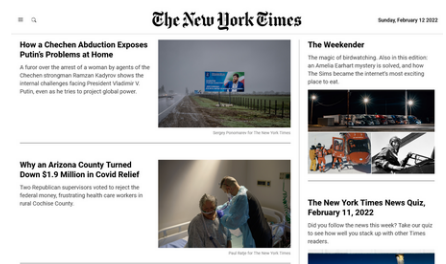 The New York Times
Sunday, February 12 2022
How a Chechen Abduction Exposes
Putin's Problems at Home
A furor over the arrest of a woman by agents of the
Chechen strongman Ramzan Kadyrov shows the
internal challenges facing President Vladimir V.
Putin, even as he tries to project global power.
Sergey Ponomarev for The New York Times
Why an Arizona County Turned
Down $1.9 Million in Covid Relief
Two Republican supervisors voted to reject the
federal money, frustrating health care workers in
rural Cochise County.
for The New York Times
The Weekender
The magic of birdwatching. Also in this edition:
an Amelia Earhart mystery is solved, and how
The Sims became the internet's most exciting
place to eat.
The New York Times News Quiz,
February 11, 2022
Did you follow the news this week? Take our quiz
to see how well you stack up with other Times
readers.